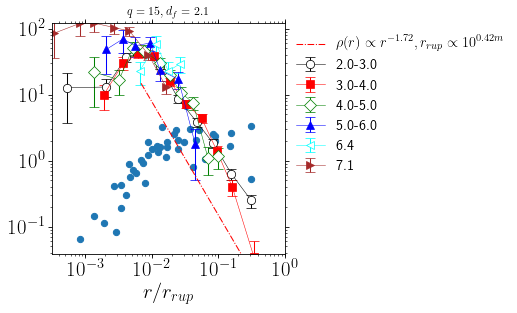 q = 15, d_f = 2.1
10^2
10^1
10^0
10^{-1}
10^{-3} 10^{-2} 10^{-1} 10^0
r/r_{rup}
ρ(r) ∝ r^{-1.72}, r_{rup} ∝ 10^{0.42m}
2.0-3.0
3.0-4.0
4.0-5.0
5.0-6.0
6.4
7.1